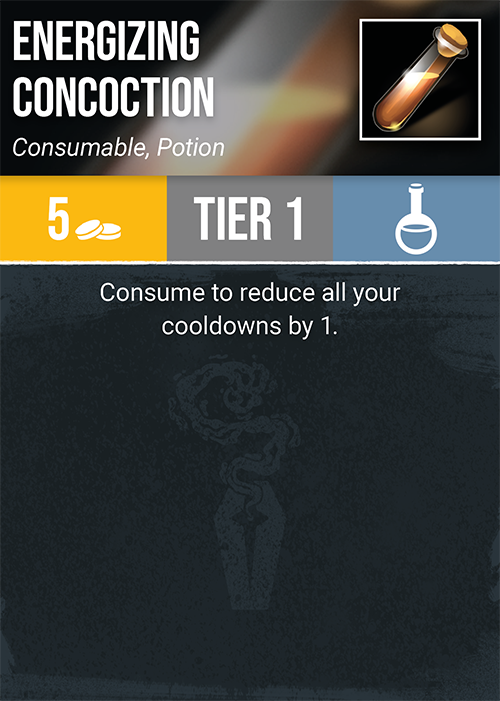 ENERGIZING
CONCOCTION
Consumable, Potion
5
TIER 1
Consume to reduce all your
cooldowns by 1.